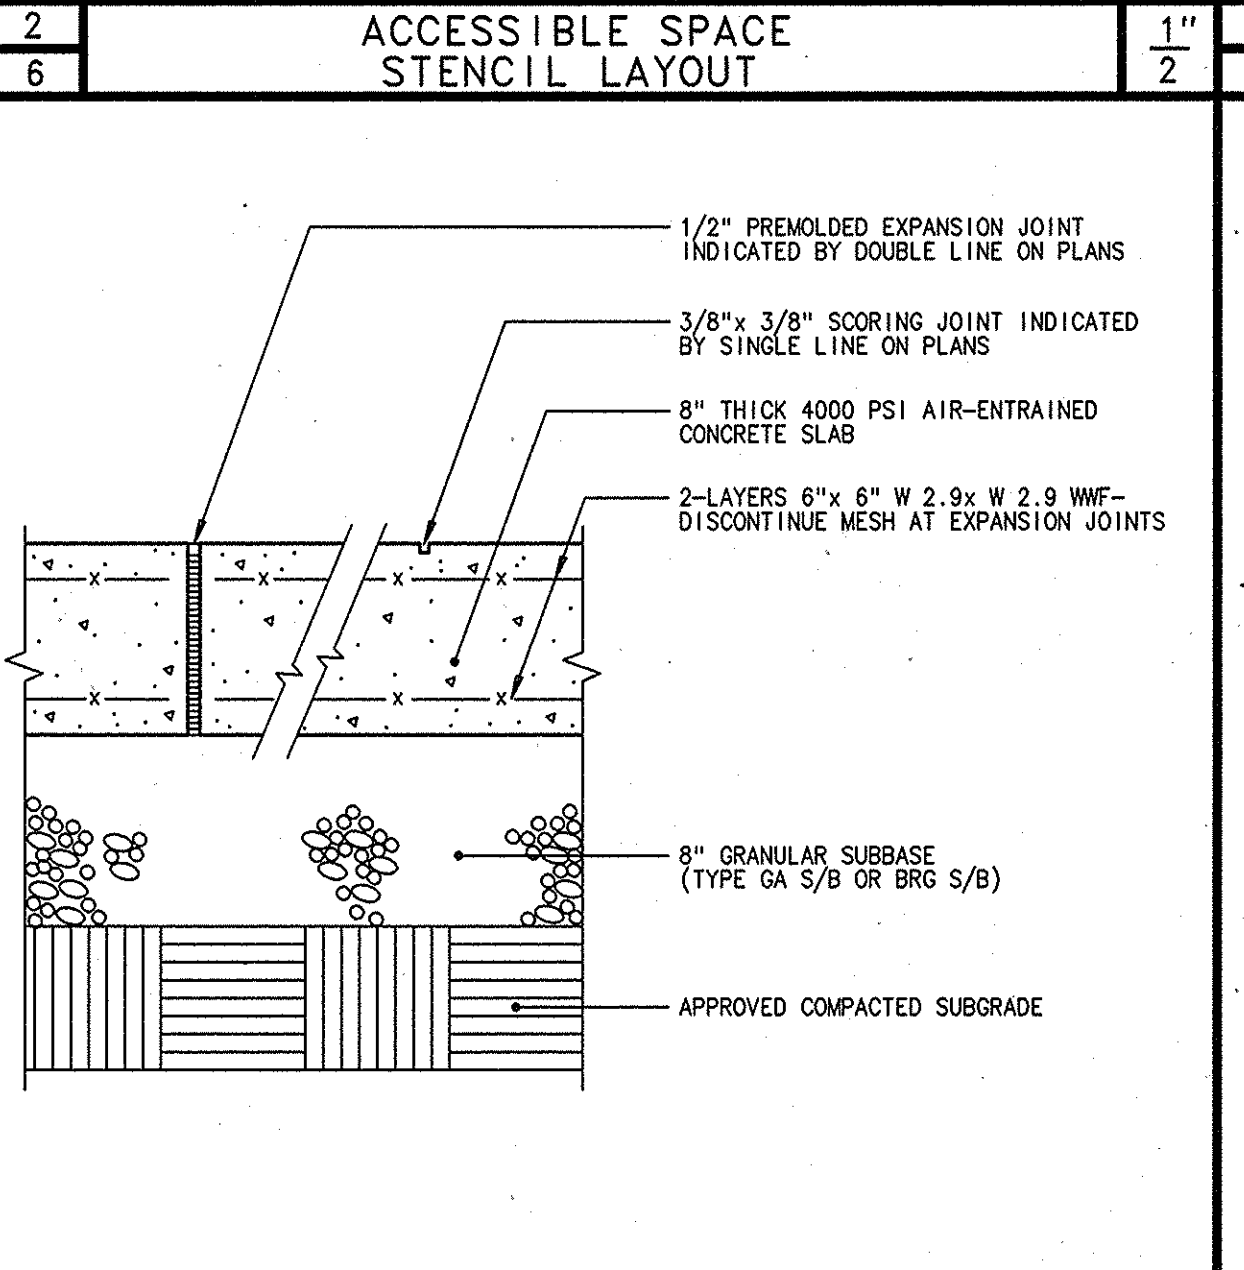 2
6
ACCESSIBLE SPACE
STENCIL LAYOUT
1"
2
1/2" PREMOLDED EXPANSION JOINT
INDICATED BY DOUBLE LINE ON PLANS
3/8"x 3/8" SCORING JOINT INDICATED
BY SINGLE LINE ON PLANS
8" THICK 4000 PSI AIR-ENTRAINED
CONCRETE SLAB
2-LAYERS 6"x 6" W 2.9x W 2.9 WWF-
DISCONTINUE MESH AT EXPANSION JOINTS
8" GRANULAR SUBBASE
(TYPE GA S/B OR BRG S/B)
APPROVED COMPACTED SUBGRADE